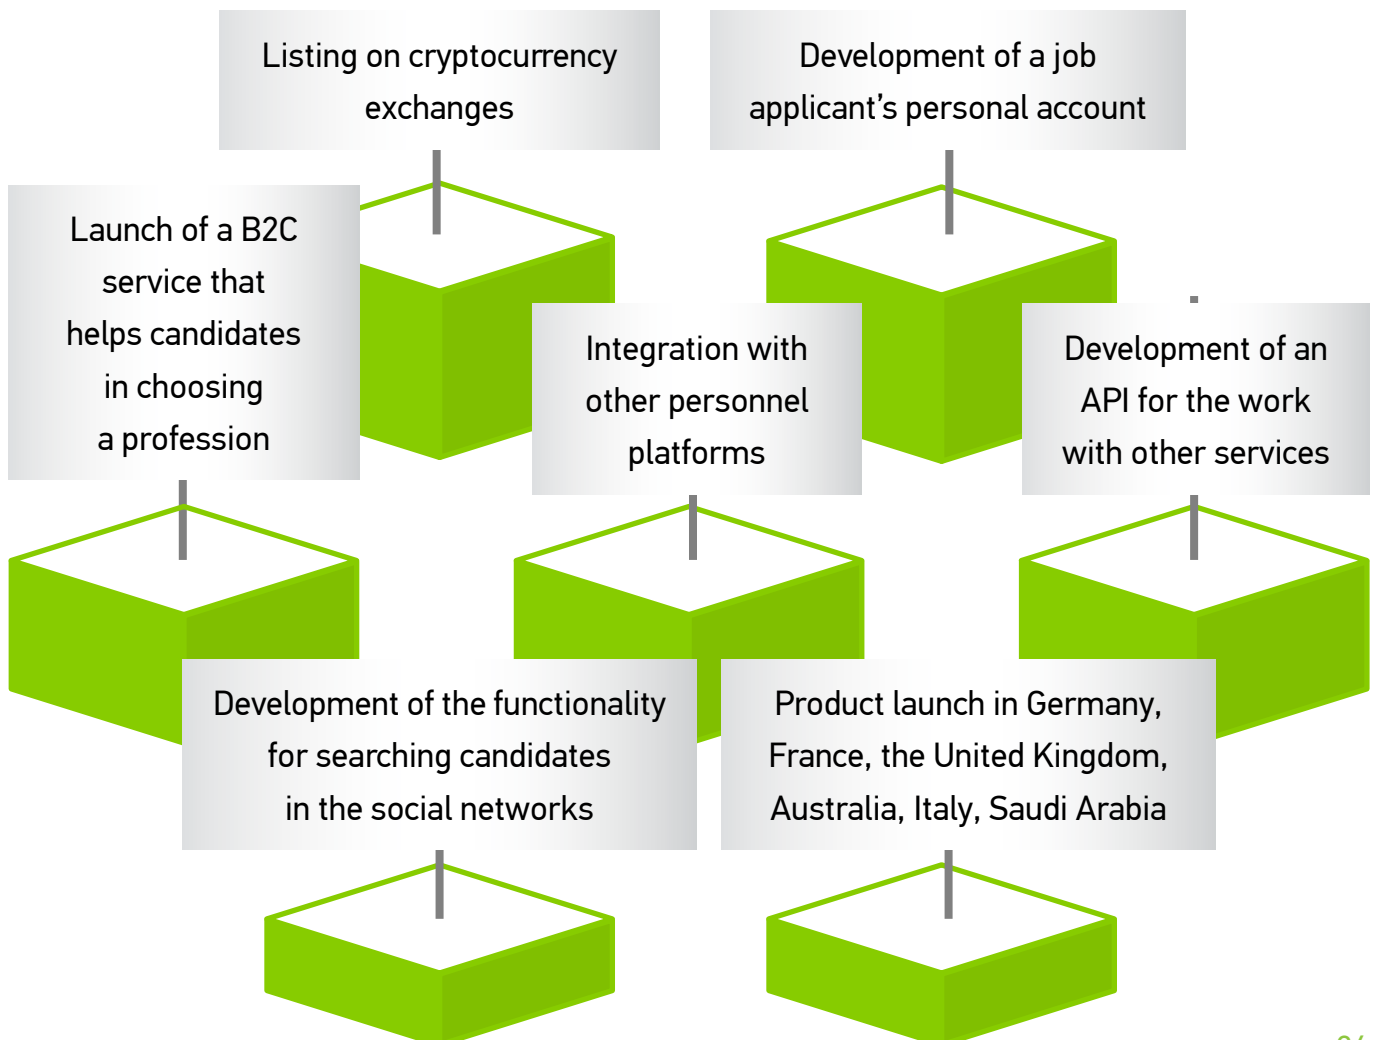 Listing on cryptocurrency
exchanges
Development of a job
applicant's personal account
Launch of a B2C
service that
helps candidates
in choosing
a profession
Integration with
other personnel
platforms
Development of an
API for the work
with other services
Development of the functionality
for searching candidates
in the social networks
Product launch in Germany,
France, the United Kingdom,
Australia, Italy, Saudi Arabia